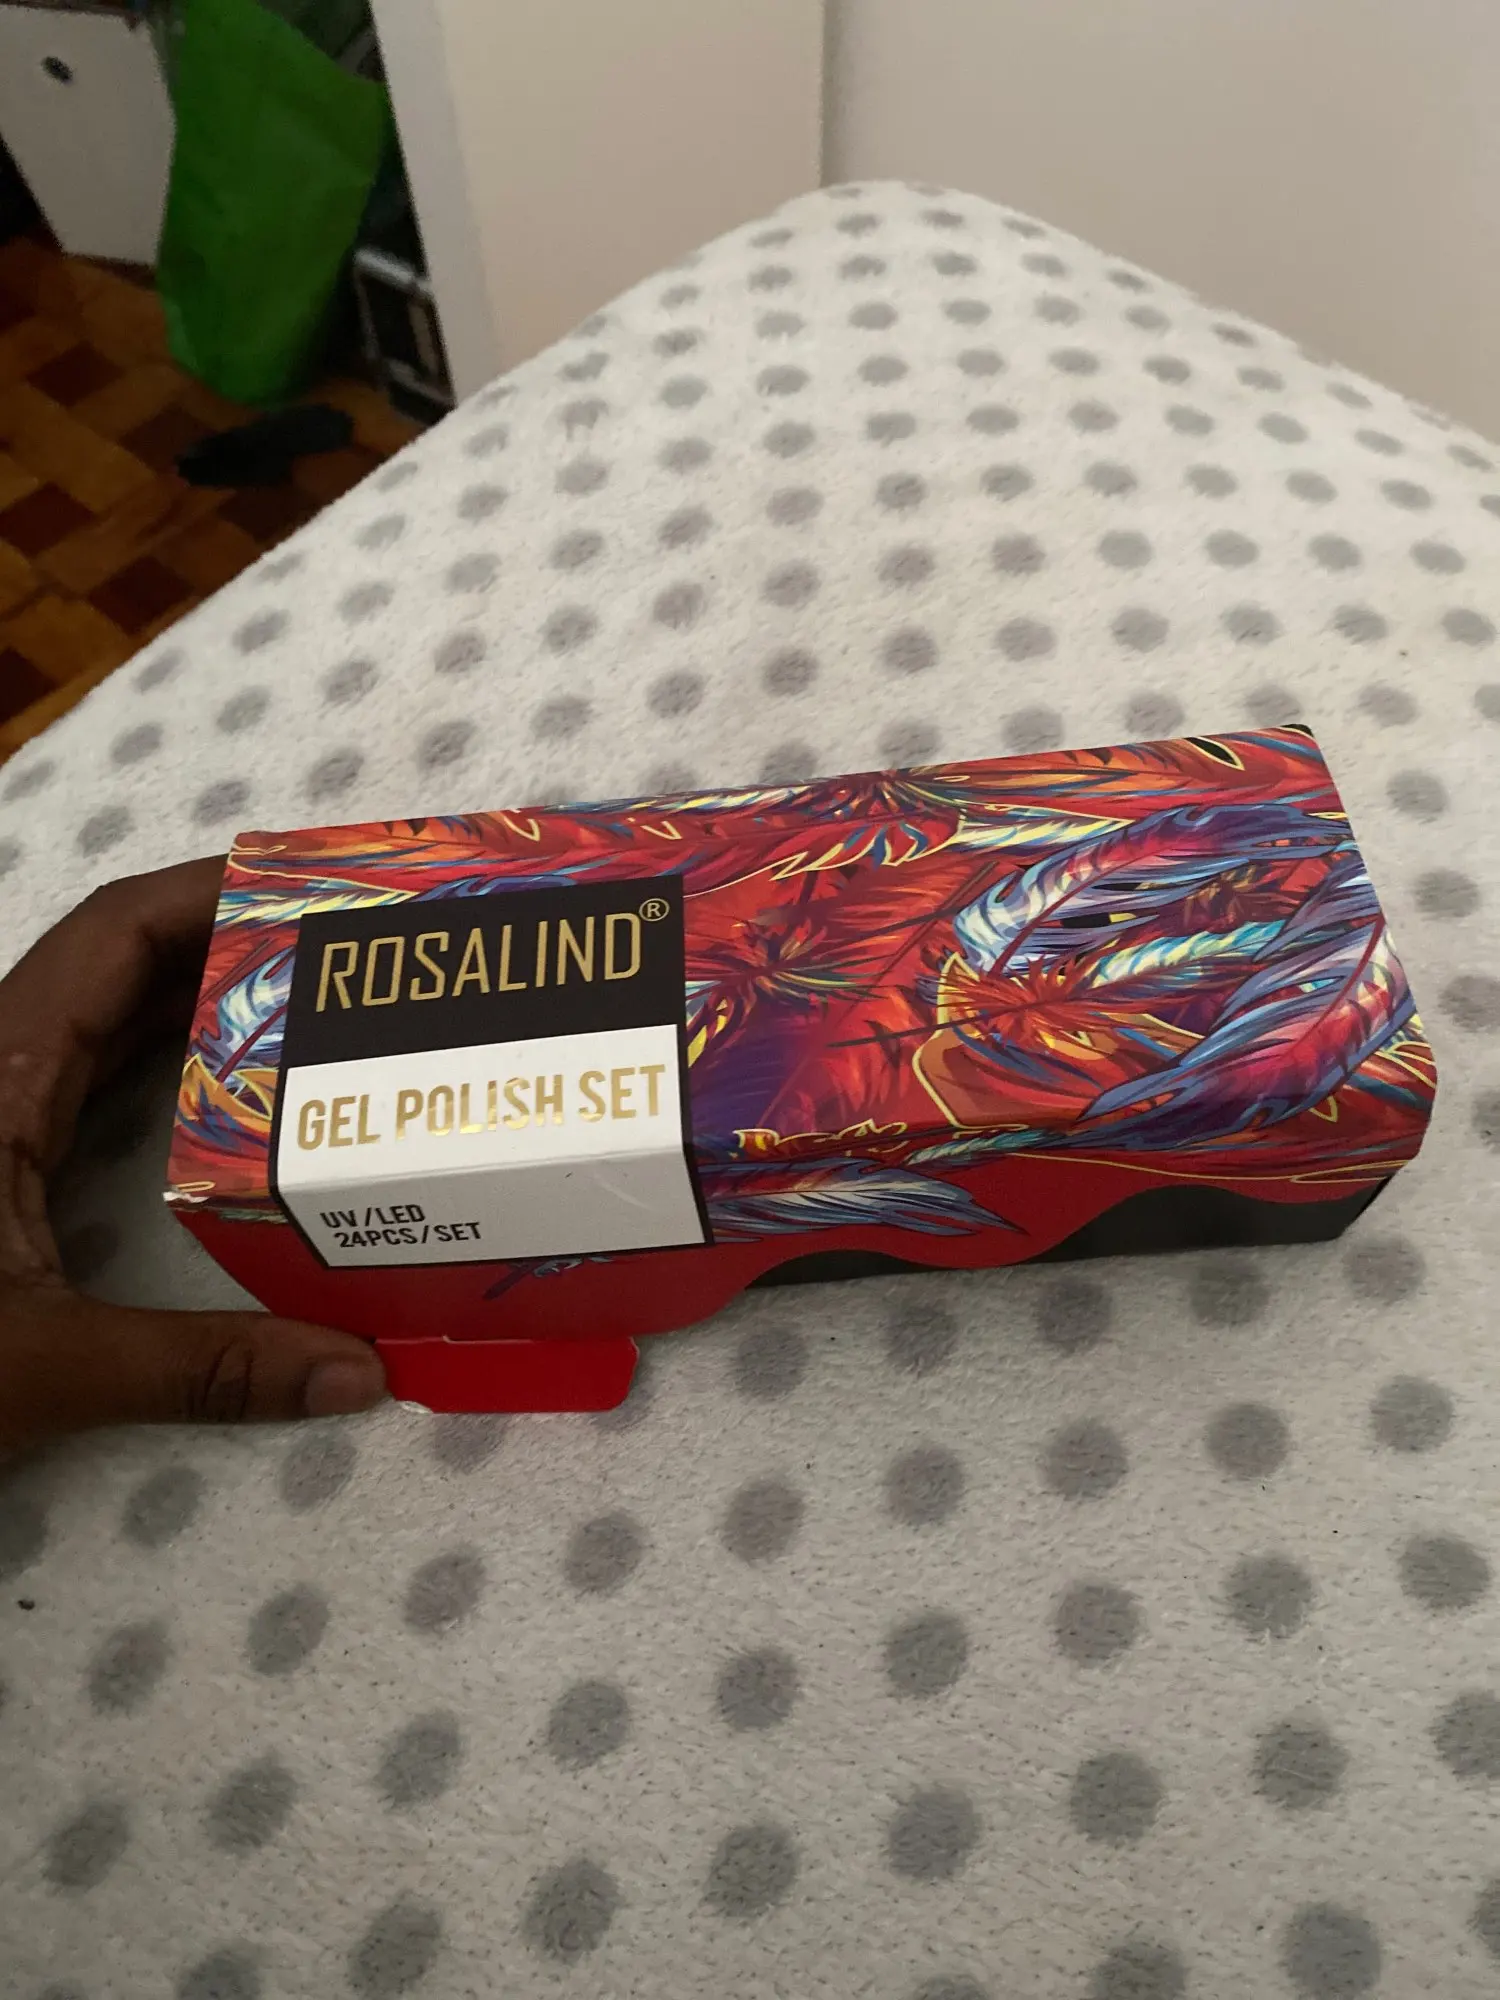 ROSALIND®
GEL POLISH SET
UV/LED
24PCS/SET